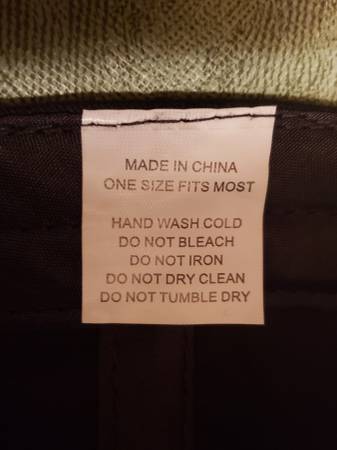 MADE IN CHINA
ONE SIZE FITS MOST
HAND WASH COLD
DO NOT BLEACH
DO NOT IRON
DO NOT DRY CLEAN
DO NOT TUMBLE DRY